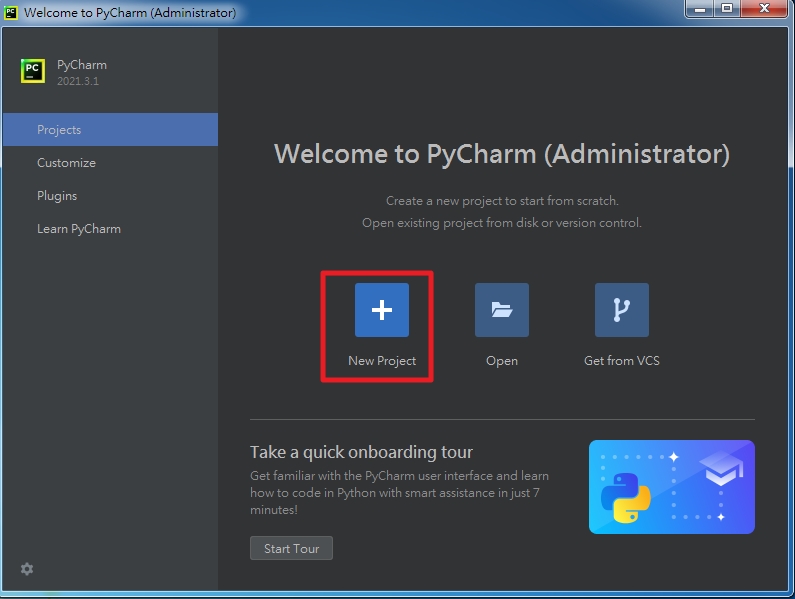 Welcome to PyCharm (Administrator)
PC
PyCharm
2021.3.1
Projects
Customize
Plugins
Learn PyCharm
Welcome to PyCharm (Administrator)
Create a new project to start from scratch.
Open existing project from disk or version control.
New Project
Open
Get from VCS
Take a quick onboarding tour
Get familiar with the PyCharm user interface and learn
how to code in Python with smart assistance in just 7
minutes!
Start Tour